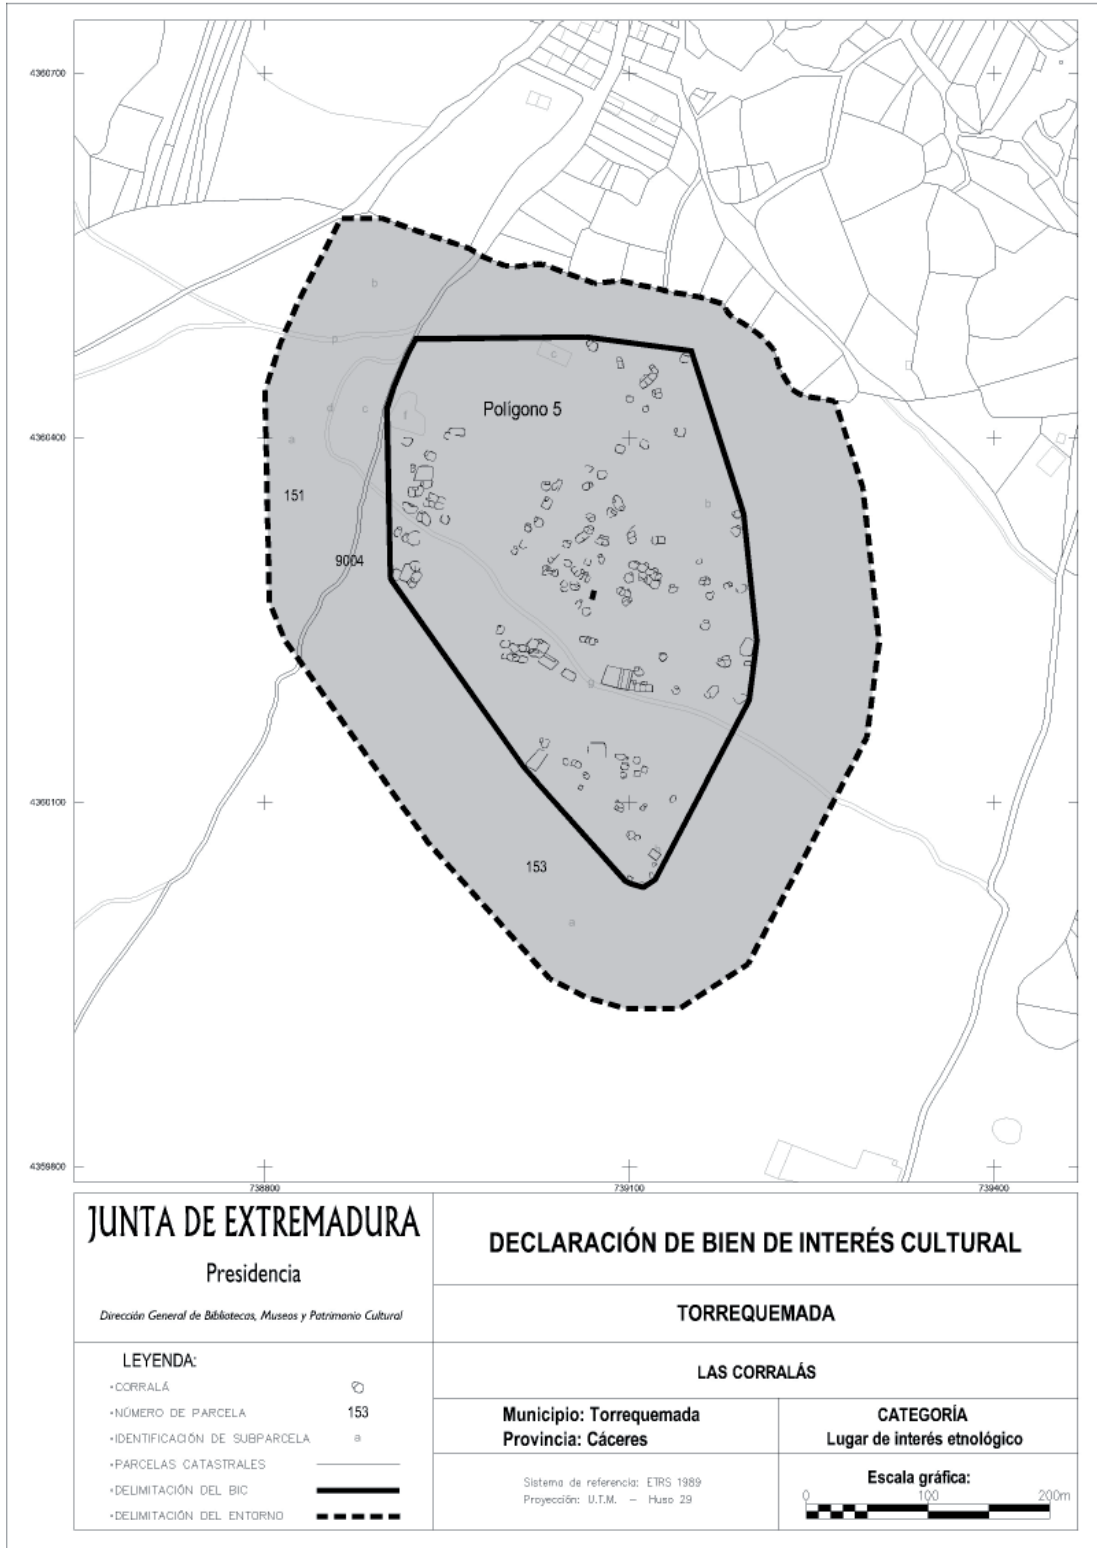 4360700
b
p
c
Polígono 5
d
c
f
4360400
a
151
b
9004
g
4360100
153
a
4359800
738800
739100
739400
JUNTA DE EXTREMADURA
Presidencia
Dirección General de Bibliotecas, Museos y Patrimonio Cultural
DECLARACIÓN DE BIEN DE INTERÉS CULTURAL
TORREQUEMADA
LAS CORRALÁS
LEYENDA:
•CORRALÁ
•NÚMERO DE PARCELA 153
•IDENTIFICACIÓN DE SUBPARCELA a
•PARCELAS CATASTRALES
•DELIMITACIÓN DEL BIC
•DELIMITACIÓN DEL ENTORNO
Municipio: Torrequemada
Provincia: Cáceres
CATEGORÍA
Lugar de interés etnológico
Sistema de referencia: ETRS 1989
Proyección: U.T.M. – Huso 29
Escala gráfica:
0 100 200m